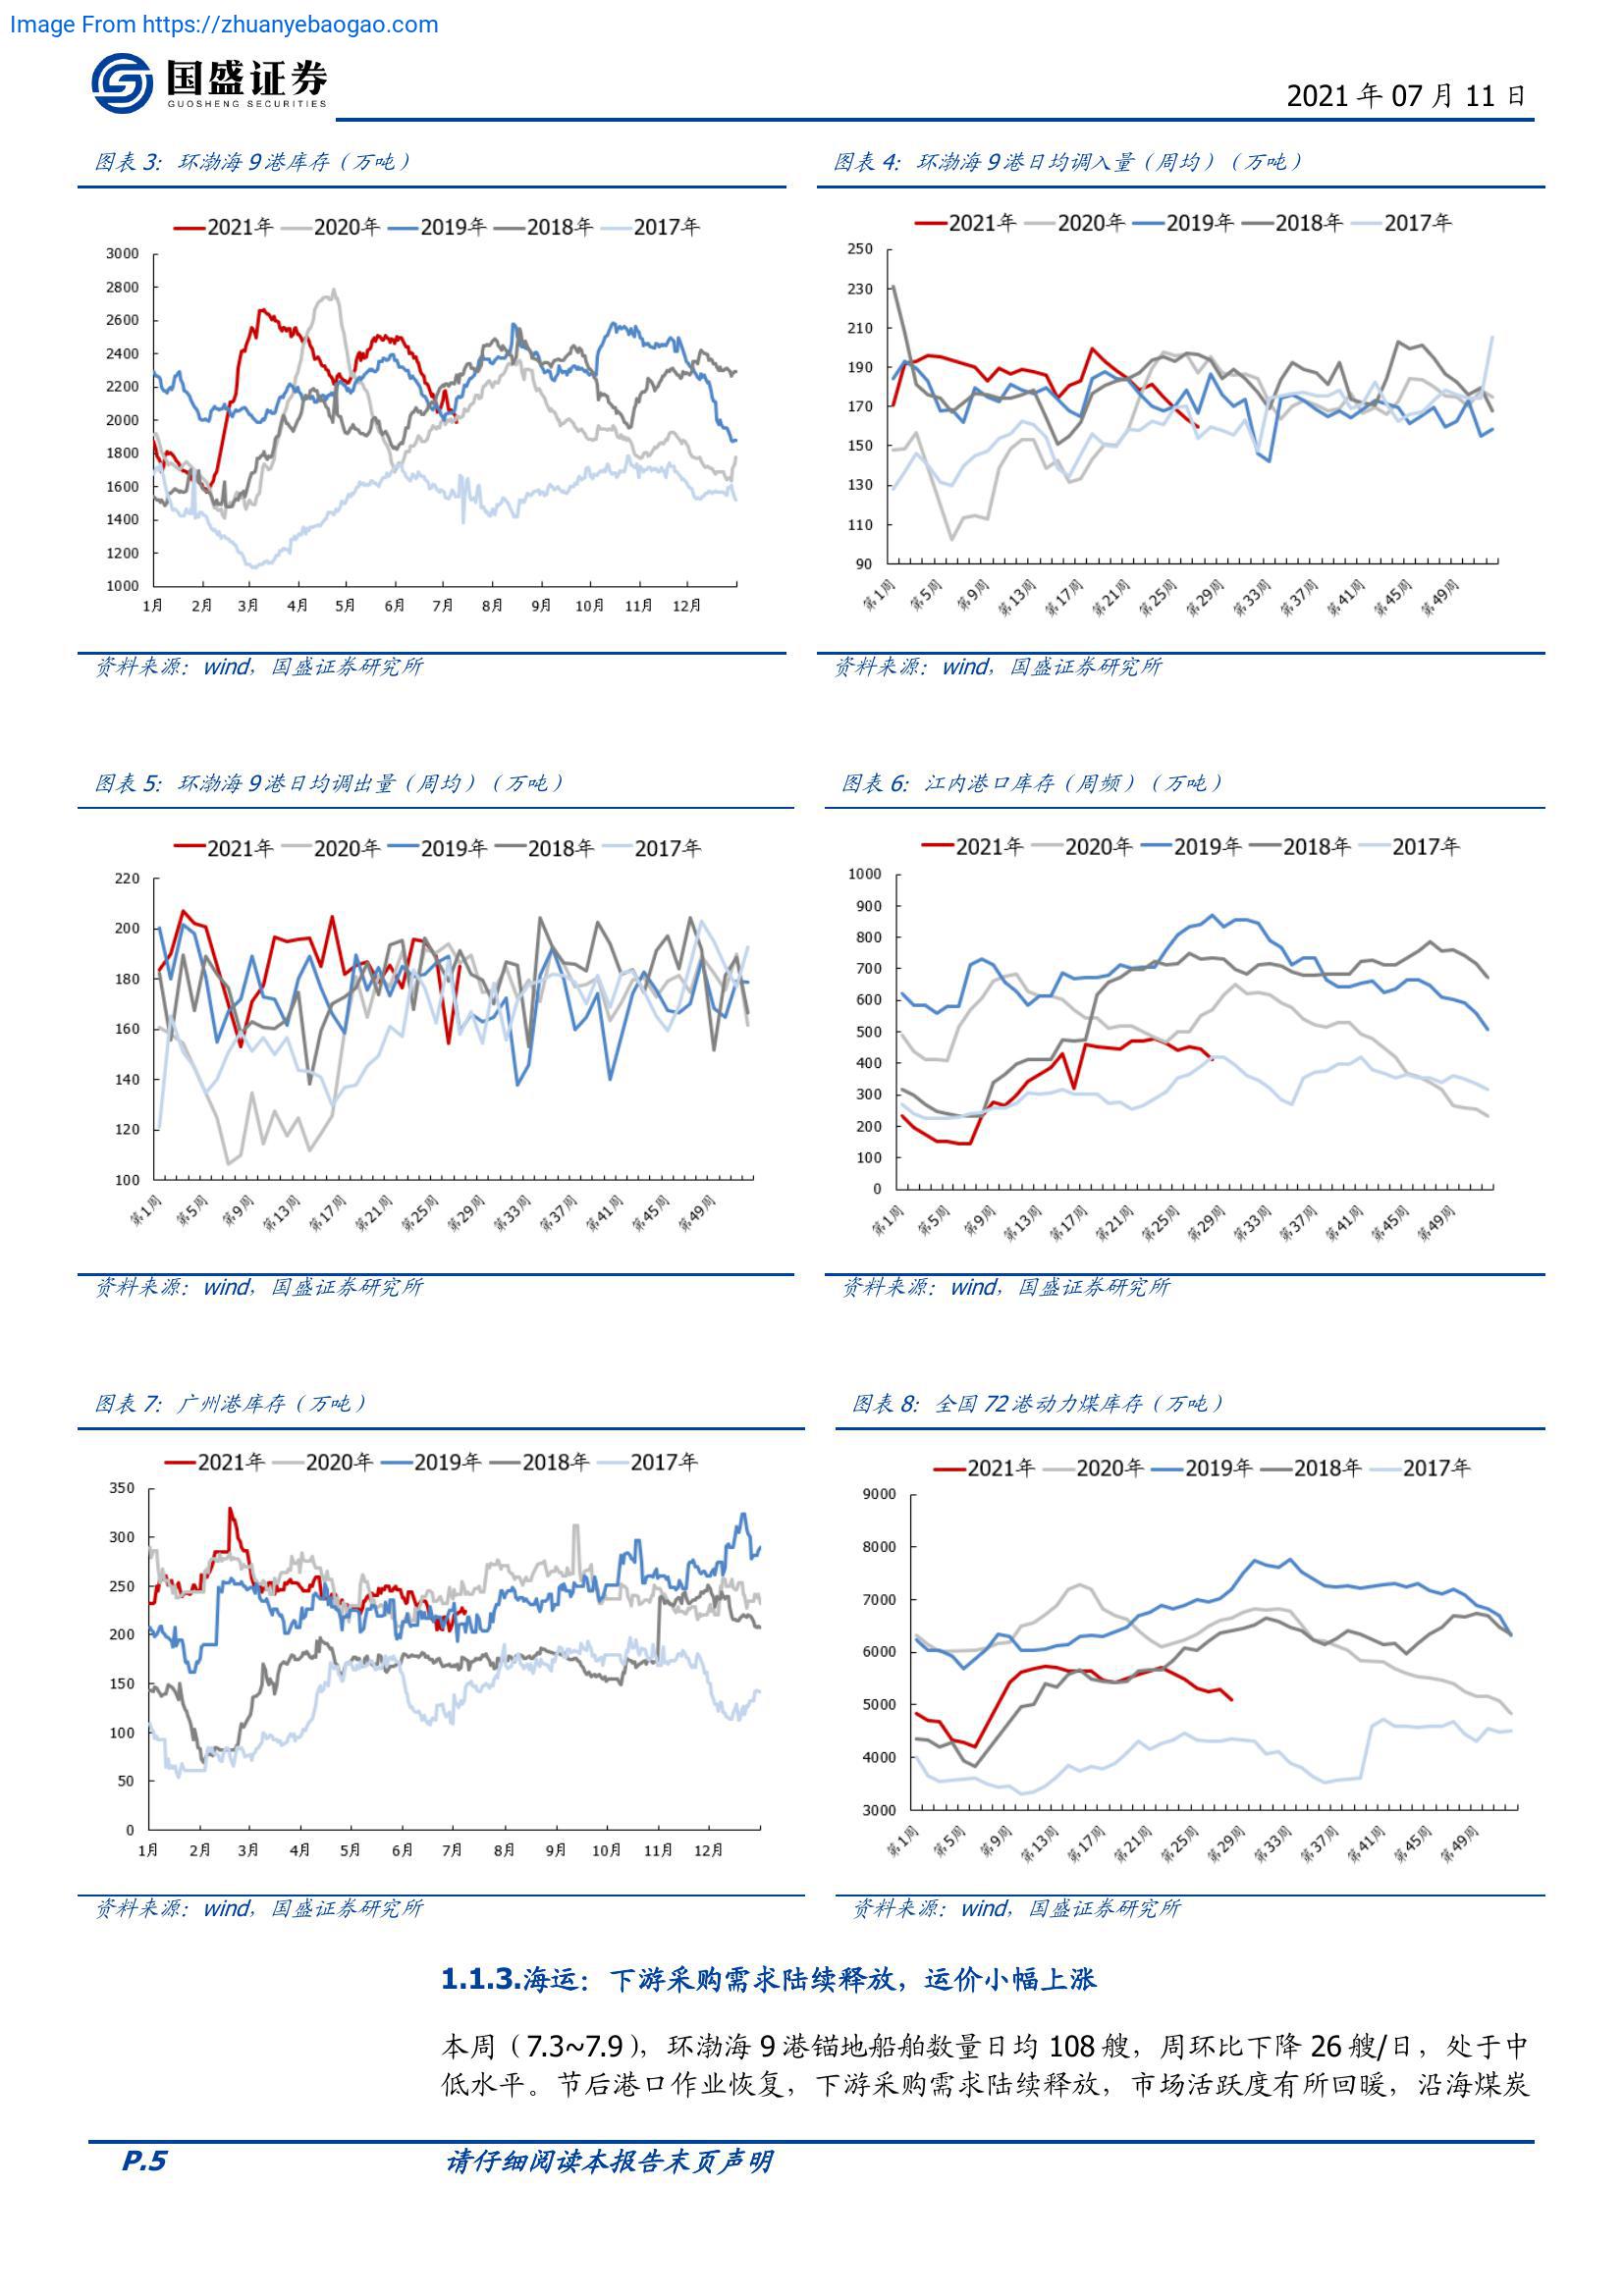 Image From https://zhuanyebaogao.com
国盛证券
GUOSHENG SECURITIES
2021 年 07 月 11 日
图表 3: 环渤海 9 港库存（万吨）
2021年 2020年 2019年 2018年 2017年
3000
2800
2600
2400
2200
2000
1800
1600
1400
1200
1000
1月 2月 3月 4月 5月 6月 7月 8月 9月 10月 11月 12月
资料来源：wind，国盛证券研究所
图表 4: 环渤海 9 港日均调入量（周均）（万吨）
2021年 2020年 2019年 2018年 2017年
250
230
210
190
170
150
130
110
90
第1周 第5周 第9周 第13周 第17周 第21周 第25周 第29周 第33周 第37周 第41周 第45周 第49周
资料来源：wind，国盛证券研究所
图表 5: 环渤海 9 港日均调出量（周均）（万吨）
2021年 2020年 2019年 2018年 2017年
220
200
180
160
140
120
100
第1周 第5周 第9周 第13周 第17周 第21周 第25周 第29周 第33周 第37周 第41周 第45周 第49周
资料来源：wind，国盛证券研究所
图表 6: 江内港口库存（周频）（万吨）
2021年 2020年 2019年 2018年 2017年
1000
900
800
700
600
500
400
300
200
100
0
第1周 第5周 第9周 第13周 第17周 第21周 第25周 第29周 第33周 第37周 第41周 第45周 第49周
资料来源：wind，国盛证券研究所
图表 7: 广州港库存（万吨）
2021年 2020年 2019年 2018年 2017年
350
300
250
200
150
100
50
0
1月 2月 3月 4月 5月 6月 7月 8月 9月 10月 11月 12月
资料来源：wind，国盛证券研究所
图表 8: 全国 72 港动力煤库存（万吨）
2021年 2020年 2019年 2018年 2017年
9000
8000
7000
6000
5000
4000
3000
第1周 第5周 第9周 第13周 第17周 第21周 第25周 第29周 第33周 第37周 第41周 第45周 第49周
资料来源：wind，国盛证券研究所
1.1.3.海运：下游采购需求陆续释放，运价小幅上涨
本周（7.3~7.9），环渤海 9 港锚地船舶数量日均 108 艘，周环比下降 26 艘/日，处于中
低水平。节后港口作业恢复，下游采购需求陆续释放，市场活跃度有所回暖，沿海煤炭
P.5 请仔细阅读本报告末页声明